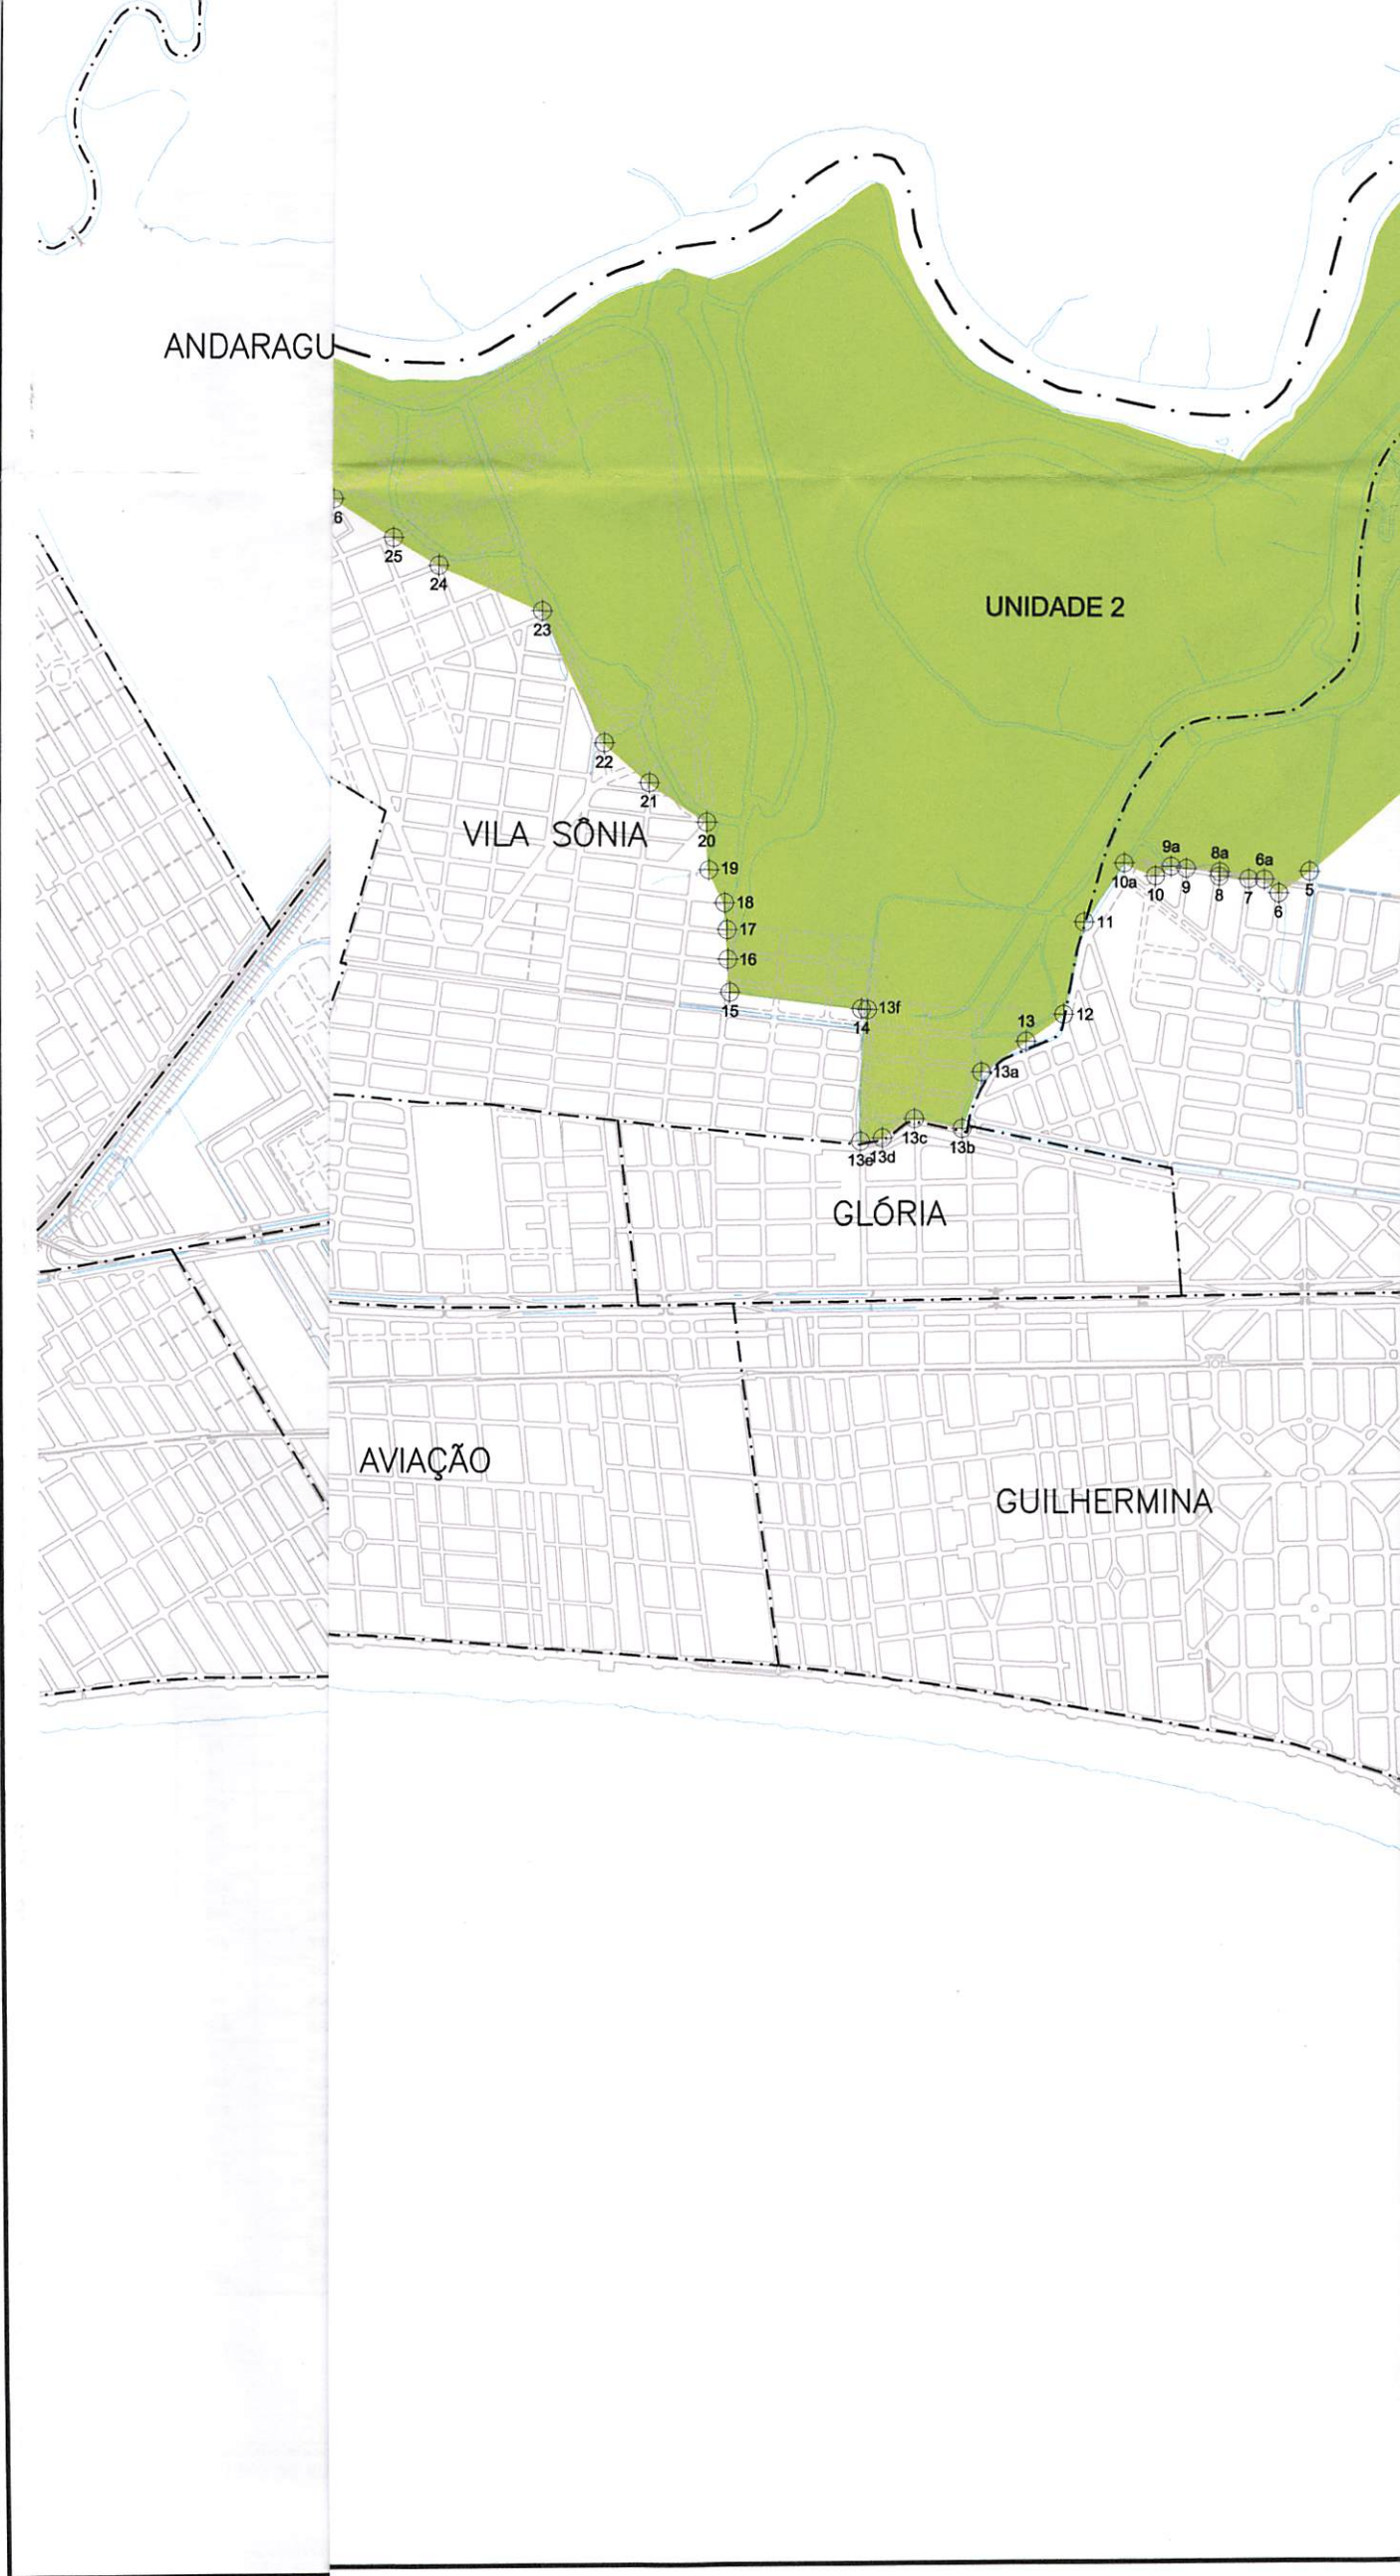 ANDARAGU
6
25
24
UNIDADE 2
23
22
21
VILA SÔNIA
20
19
9a
8a
6a
10a
10
9
8
7
6
5
18
11
17
16
15
14
13f
12
13
13a
13c
13b
13e
13d
GLÓRIA
AVIAÇÃO
GUILHERMINA